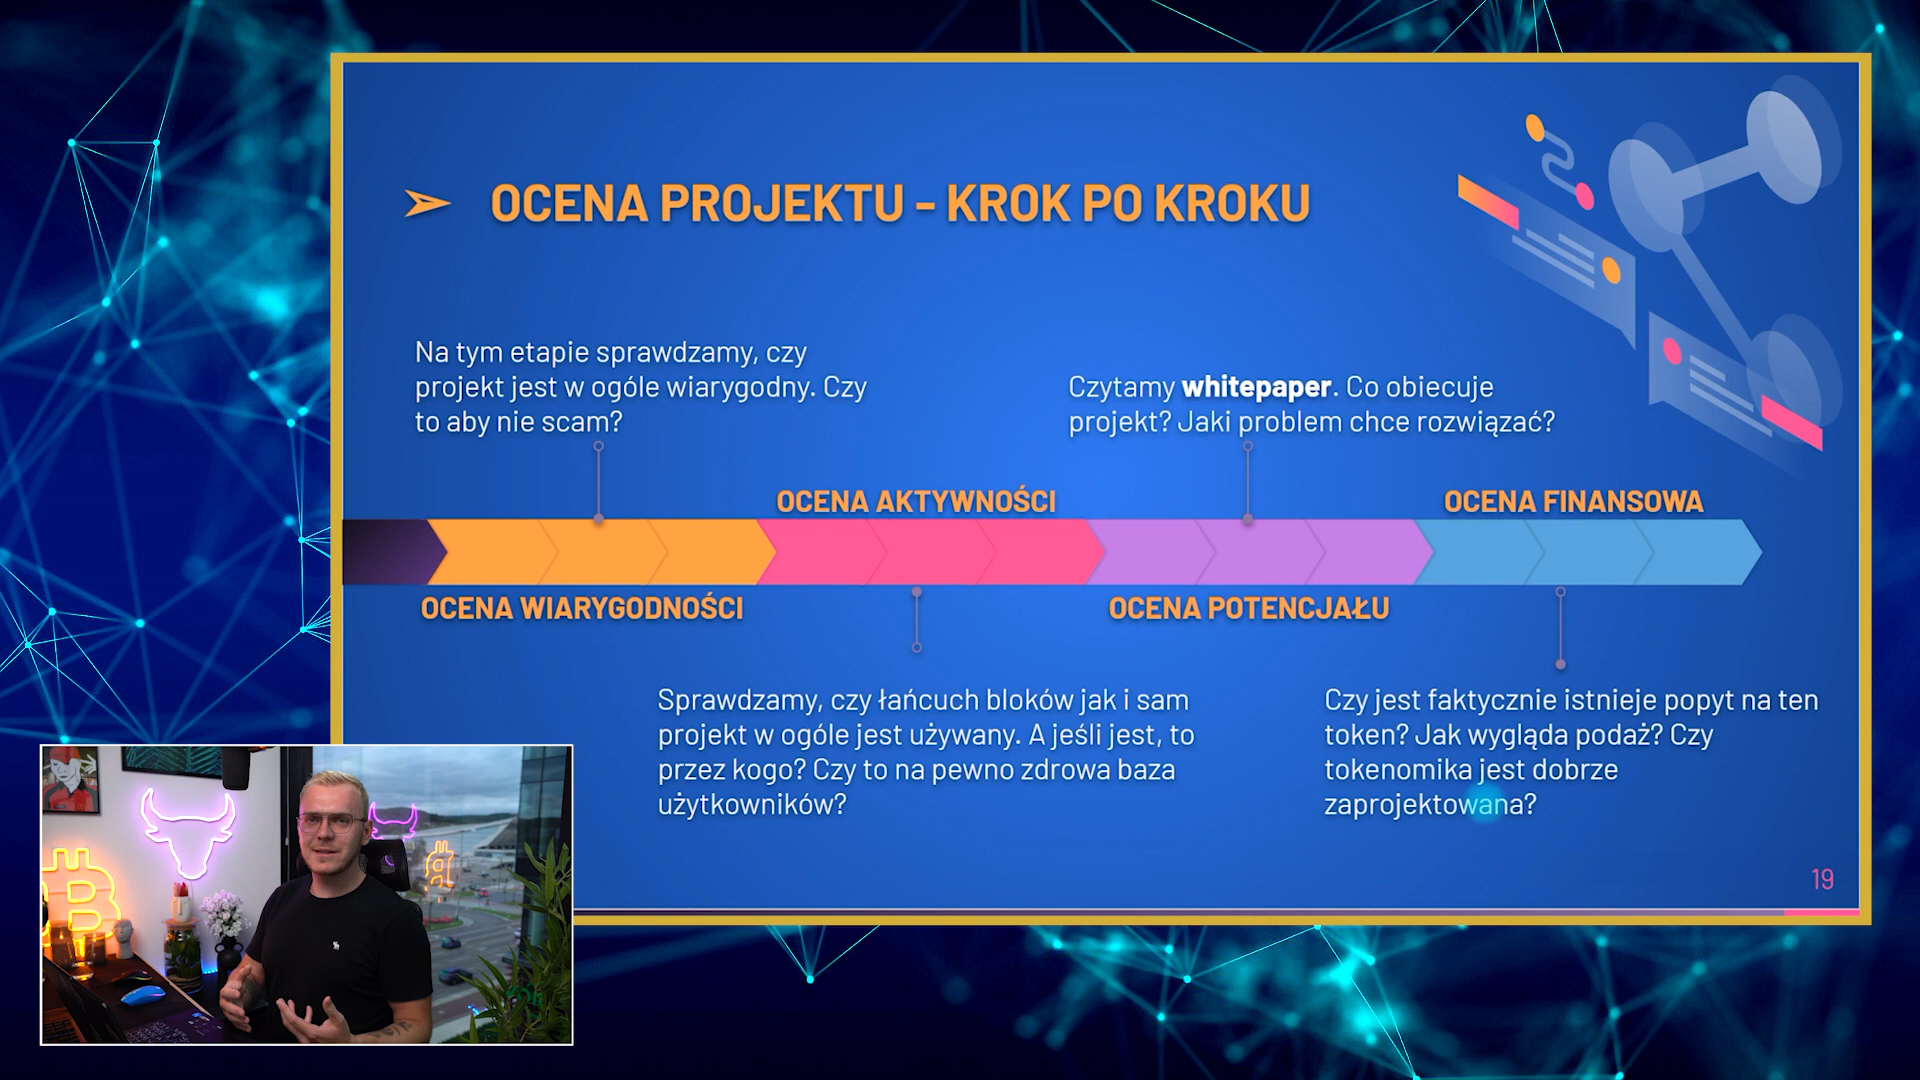 ➢ OCENA PROJEKTU - KROK PO KROKU
Na tym etapie sprawdzamy, czy
projekt jest w ogóle wiarygodny. Czy
to aby nie scam?
Czytamy whitepaper. Co obiecuje
projekt? Jaki problem chce rozwiązać?
OCENA AKTYWNOŚCI
OCENA FINANSOWA
OCENA WIARYGODNOŚCI
OCENA POTENCJAŁU
Sprawdzamy, czy łańcuch bloków jak i sam
projekt w ogóle jest używany. A jeśli jest, to
przez kogo? Czy to na pewno zdrowa baza
użytkowników?
Czy jest faktycznie istnieje popyt na ten
token? Jak wygląda podaż? Czy
tokenomika jest dobrze
zaprojektowana?
19